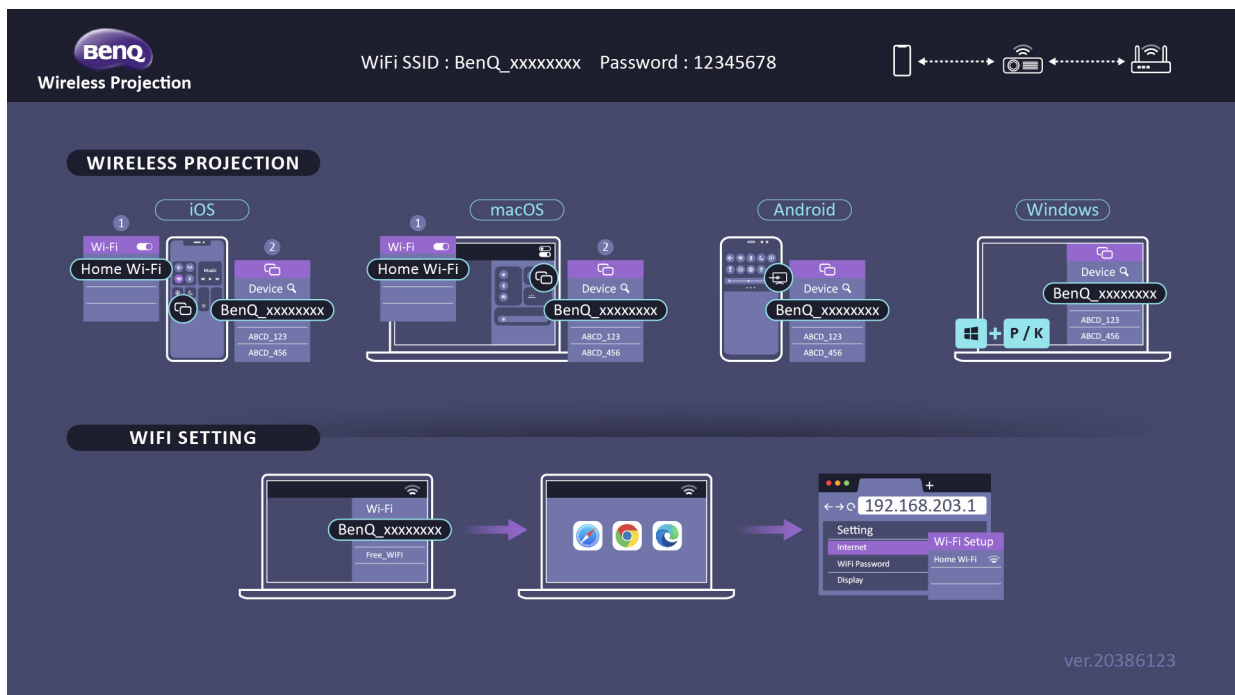 BenQ
Wireless Projection
WiFi SSID : BenQ_xxxxxxxx Password : 12345678
WIRELESS PROJECTION
iOS
1
Wi-Fi
Home Wi-Fi
Music
2
Device
BenQ_xxxxxxxx
ABCD_123
ABCD_456
macOS
1
Wi-Fi
Home Wi-Fi
2
Device
BenQ_xxxxxxxx
ABCD_123
ABCD_456
Android
Device
BenQ_xxxxxxxx
ABCD_123
ABCD_456
Windows
Device
BenQ_xxxxxxxx
ABCD_123
ABCD_456
+ P / K
WIFI SETTING
Wi-Fi
BenQ_xxxxxxxx
Free_WIFI
192.168.203.1
Setting
Internet
WiFi Password
Display
Wi-Fi Setup
Home Wi-Fi
ver.20386123